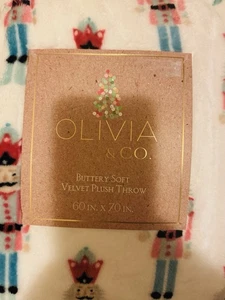 OLIVIA
& CO.
BUTTERY SOFT
VELVET PLUSH THROW
60 IN. X 70 IN.